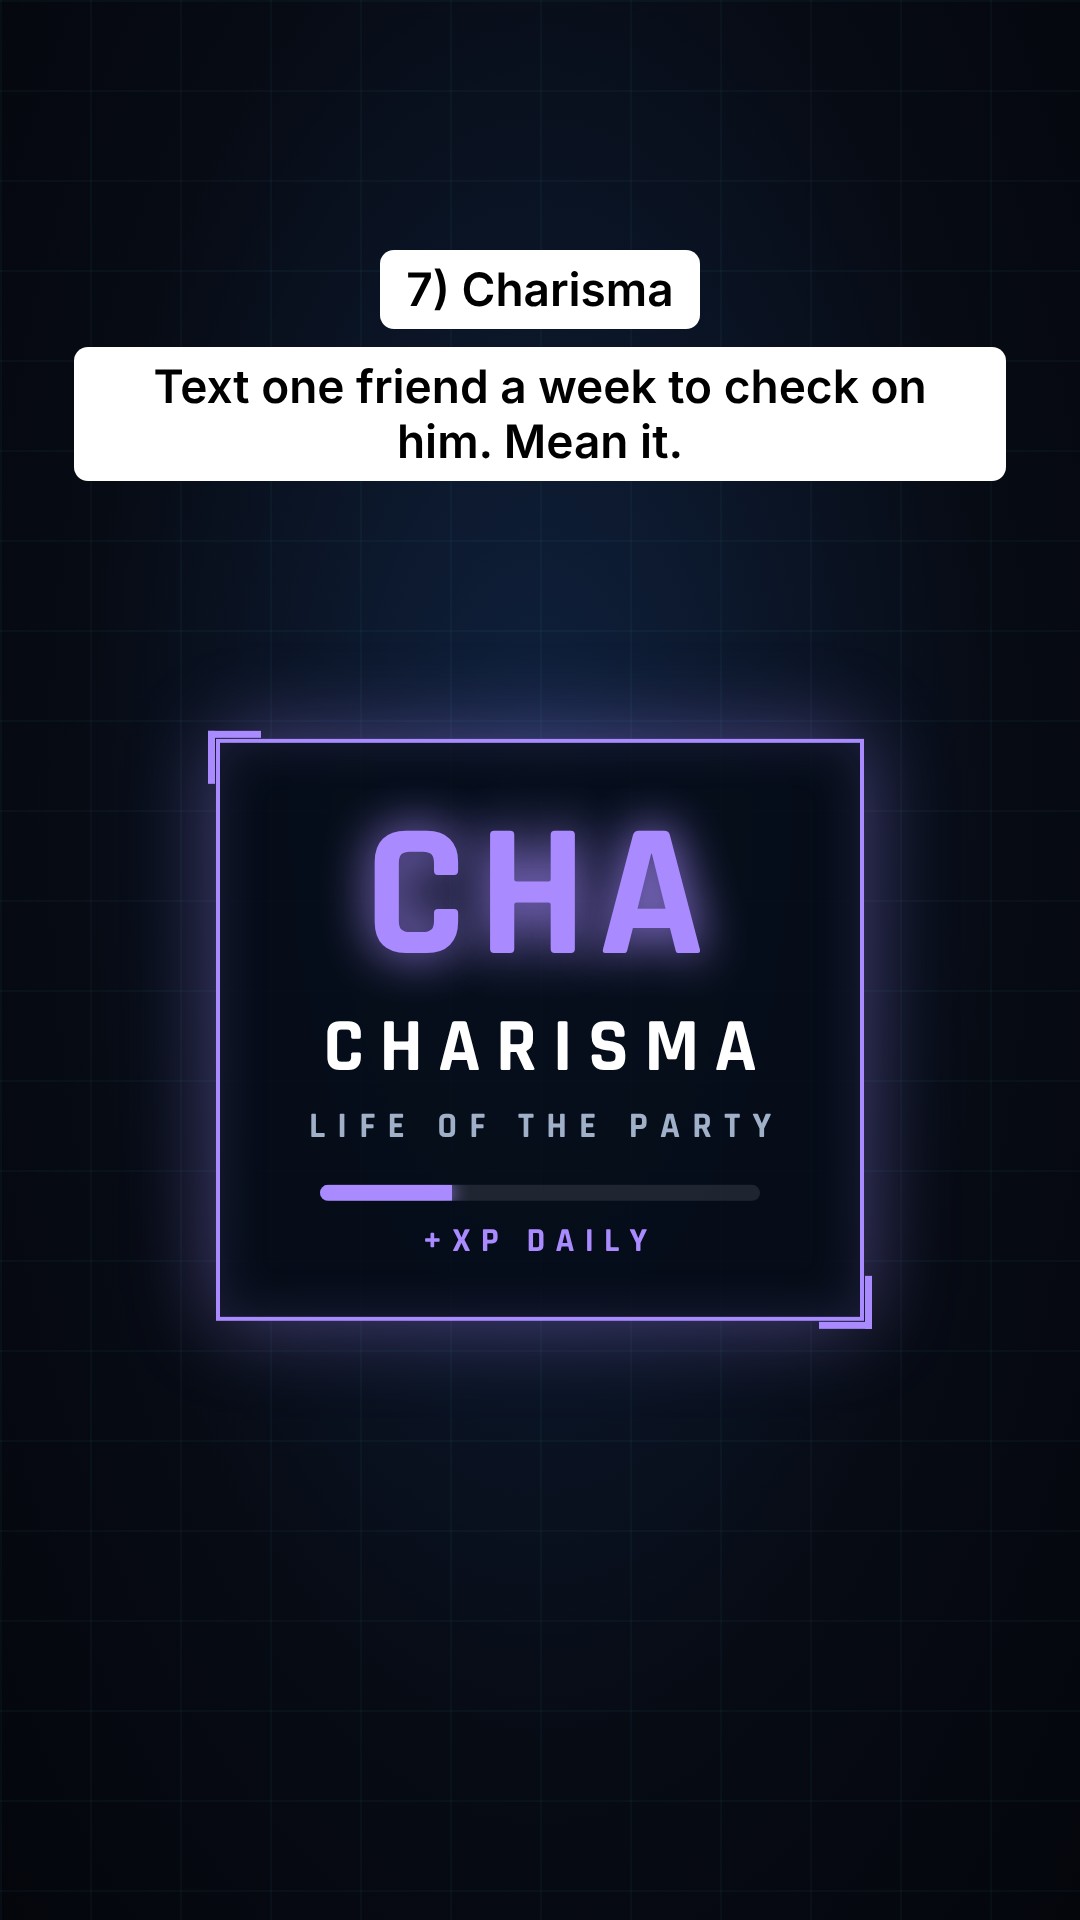 7) Charisma
Text one friend a week to check on
him. Mean it.
CHA
CHARISMA
LIFE OF THE PARTY
+XP DAILY